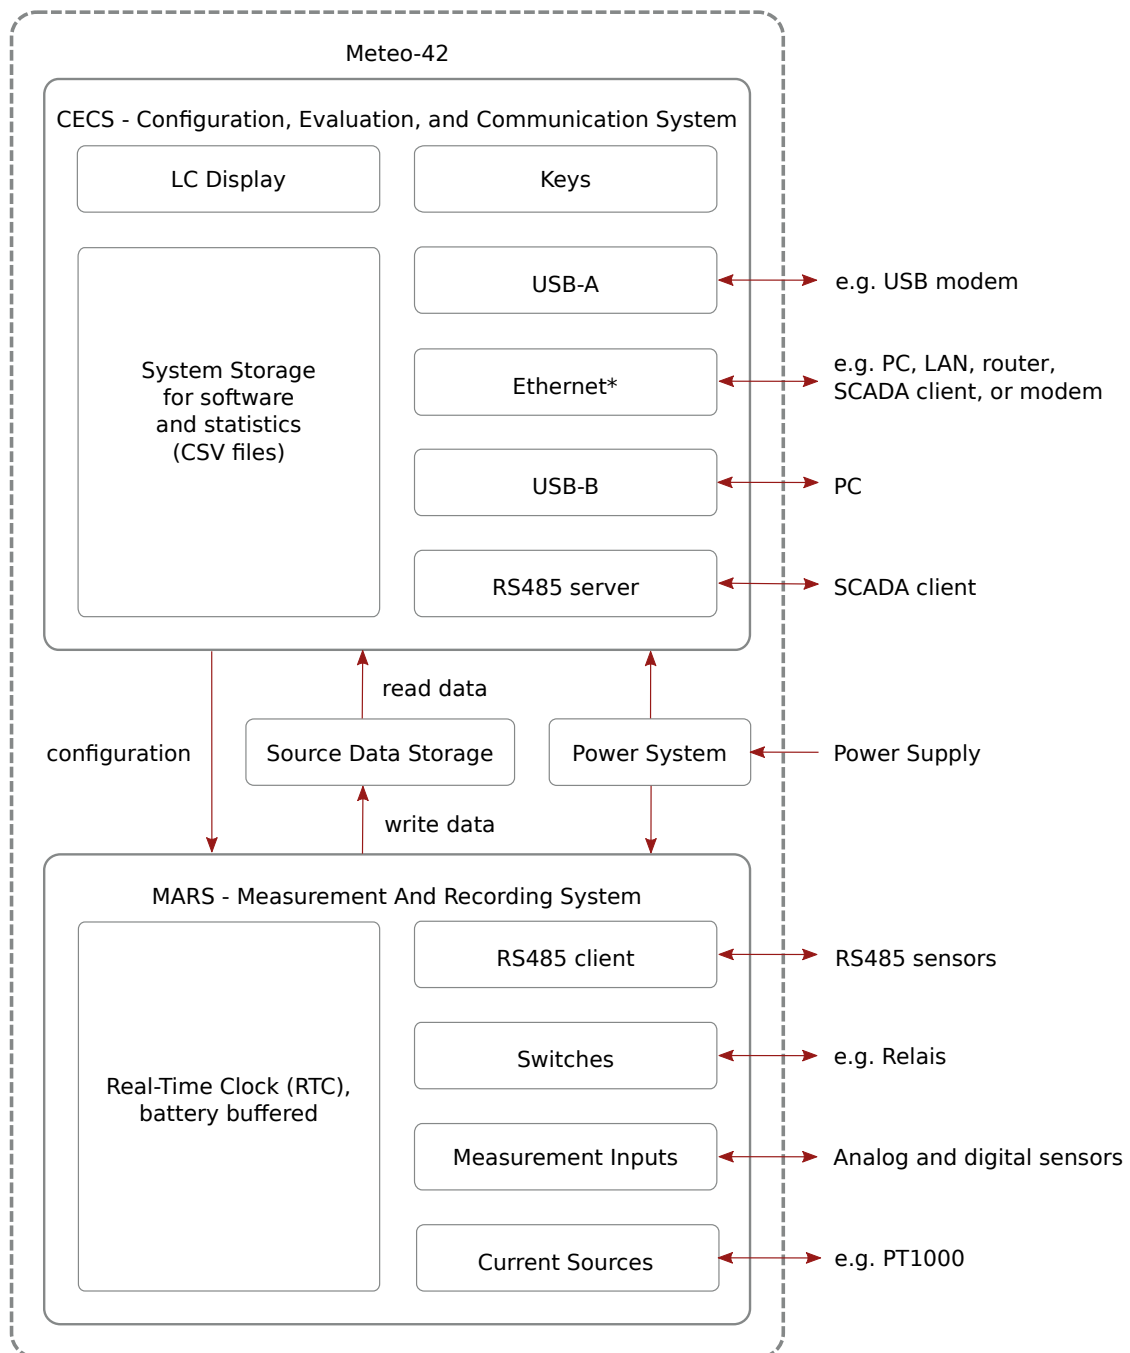 Meteo-42
CECS - Configuration, Evaluation, and Communication System
LC Display
Keys
System Storage
for software
and statistics
(CSV files)
USB-A
e.g. USB modem
Ethernet*
e.g. PC, LAN, router,
SCADA client, or modem
USB-B
PC
RS485 server
SCADA client
configuration
read data
Source Data Storage
write data
Power System
Power Supply
MARS - Measurement And Recording System
Real-Time Clock (RTC),
battery buffered
RS485 client
RS485 sensors
Switches
e.g. Relais
Measurement Inputs
Analog and digital sensors
Current Sources
e.g. PT1000